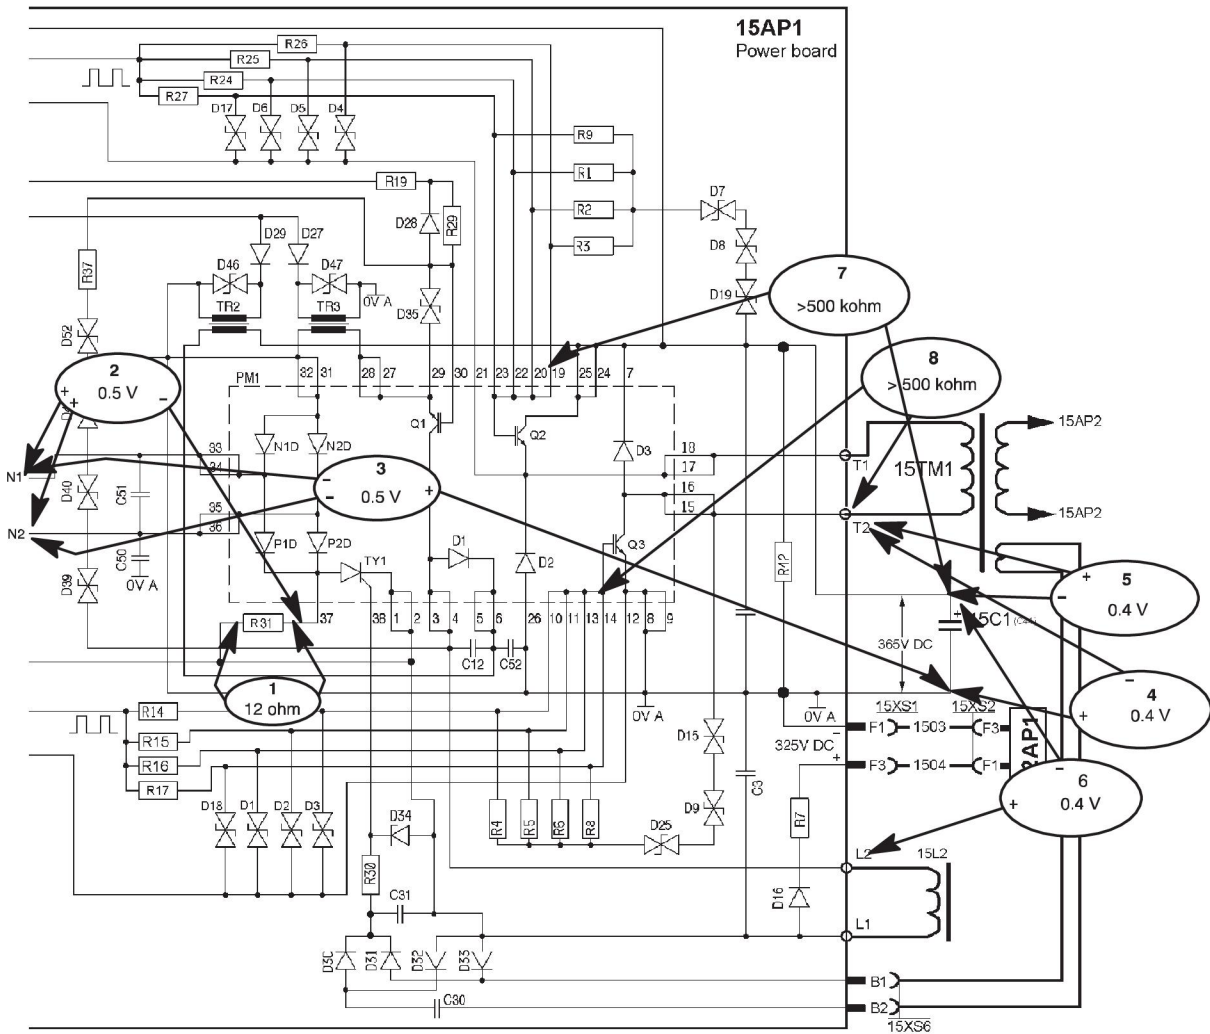 15AP1
Power board
R26
R25
R24
R27
D17 D6 D5 D4
R9
R1
R2
R3
R19
D28
R29
D7
D8
D19
D29 D27
D46 D47
R37
TR2 TR3
0V A
D35
D52
7
>500 kohm
8
> 500 kohm
2
+
+ 0.5 V −
32 31 28 27 29 30 21 23 22 20 19 25 24 7
PM1
Q1
Q2
D3
N1D N2D
33
34
18
17
16
15
T1
15TM1
15AP2
15AP2
T2
N1
N2
D40
C51
3
−
− 0.5 V +
35
36
P1D P2D
TY1
D1
D2
Q3
R42
C50
0V A
D39
R31
37 38 1 2 3 4 5 6 26 10 11 13 14 12 8 9
C12 C52
15C1
+
365V DC
5
+
− 0.4 V
4
−
+ 0.4 V
1
12 ohm
0V A
0V A
15XS1 15XS2
R14
R15
R16
R17
D15
D9
C3
−
325V DC
+
F1 1503 F3
F3 1504 F1
2AP1
6
−
+ 0.4 V
D18 D1 D2 D3
R4 R5 R6 R8
D25
R7
D34
R30
C31
D16
L2
15L2
L1
D30 D31 D32 D33
C30
B1
B2
15XS6